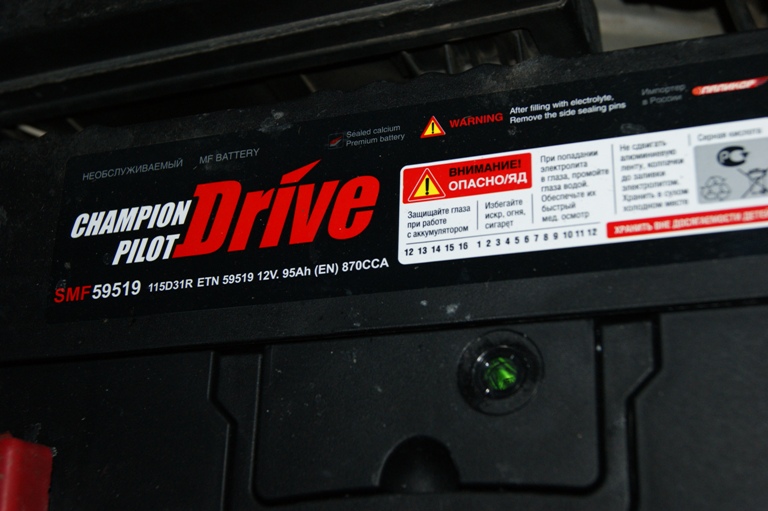 НЕОБСЛУЖИВАЕМЫЙ MF BATTERY
Sealed calcium
Premium battery
WARNING
After filling with electrolyte,
Remove the side sealing pins
Импортер
в России
CHAMPION
PILOT
Drive
SMF59519 115D31R ETN 59519 12V. 95Ah (EN) 870CCA
ВНИМАНИЕ!
ОПАСНО/ЯД
Защищайте глаза
при работе
с аккумулятором
Избегайте
искр, огня,
сигарет
При попадании
электролита
в глаза, промойте
глаза водой.
Обеспечьте их
быстрый
мед. осмотр
Не сдвигать
алюминиевую
ленту, колпачки
до заливки
электролитом.
Хранить в сухом
холодном месте
Серная кислота
РС
12 13 14 15 16 1 2 3 4 5 6 7 8 9 10 11 12
ХРАНИТЬ ВНЕ ДОСЯГАЕМОСТИ ДЕТЕЙ